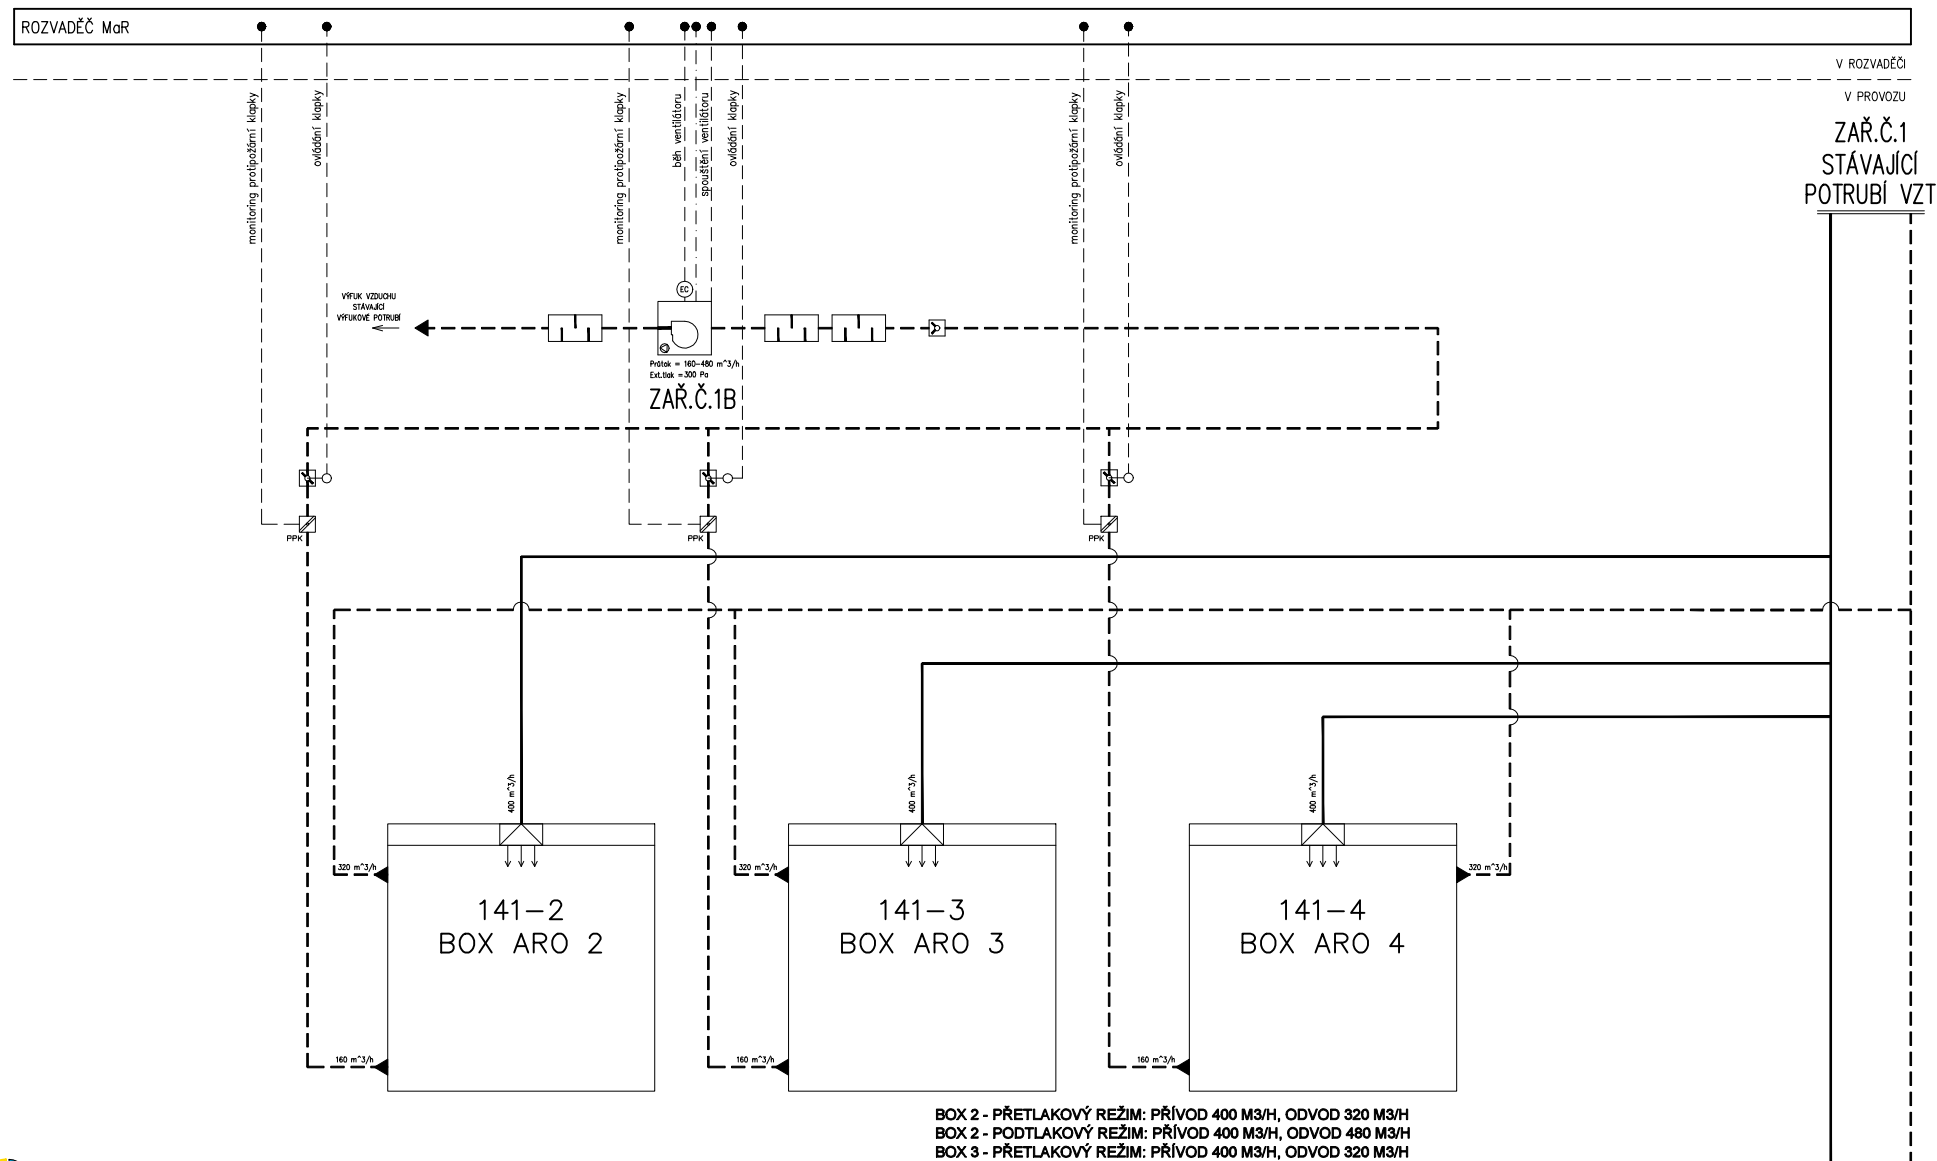 ROZVADĚČ MaR
V ROZVADĚČI
V PROVOZU
monitoring protipožární klapky
ovládání klapky
monitoring protipožární klapky
běh ventilátoru
spouštění ventilátoru
ovládání klapky
monitoring protipožární klapky
ovládání klapky
ZAŘ.Č.1
STÁVAJÍCÍ
POTRUBÍ VZT
VÝFUK VZDUCHU
STÁVAJÍCÍ
VÝFUKOVÉ POTRUBÍ
EC
Průtok = 160-480 m^3/h
Ext.tlak =300 Pa
ZAŘ.Č.1B
PPK
PPK
PPK
400 m^3/h
400 m^3/h
400 m^3/h
320 m^3/h
320 m^3/h
320 m^3/h
141-2
BOX ARO 2
141-3
BOX ARO 3
141-4
BOX ARO 4
160 m^3/h
160 m^3/h
160 m^3/h
BOX 2 - PŘETLAKOVÝ REŽIM: PŘÍVOD 400 M3/H, ODVOD 320 M3/H
BOX 2 - PODTLAKOVÝ REŽIM: PŘÍVOD 400 M3/H, ODVOD 480 M3/H
BOX 3 - PŘETLAKOVÝ REŽIM: PŘÍVOD 400 M3/H, ODVOD 320 M3/H